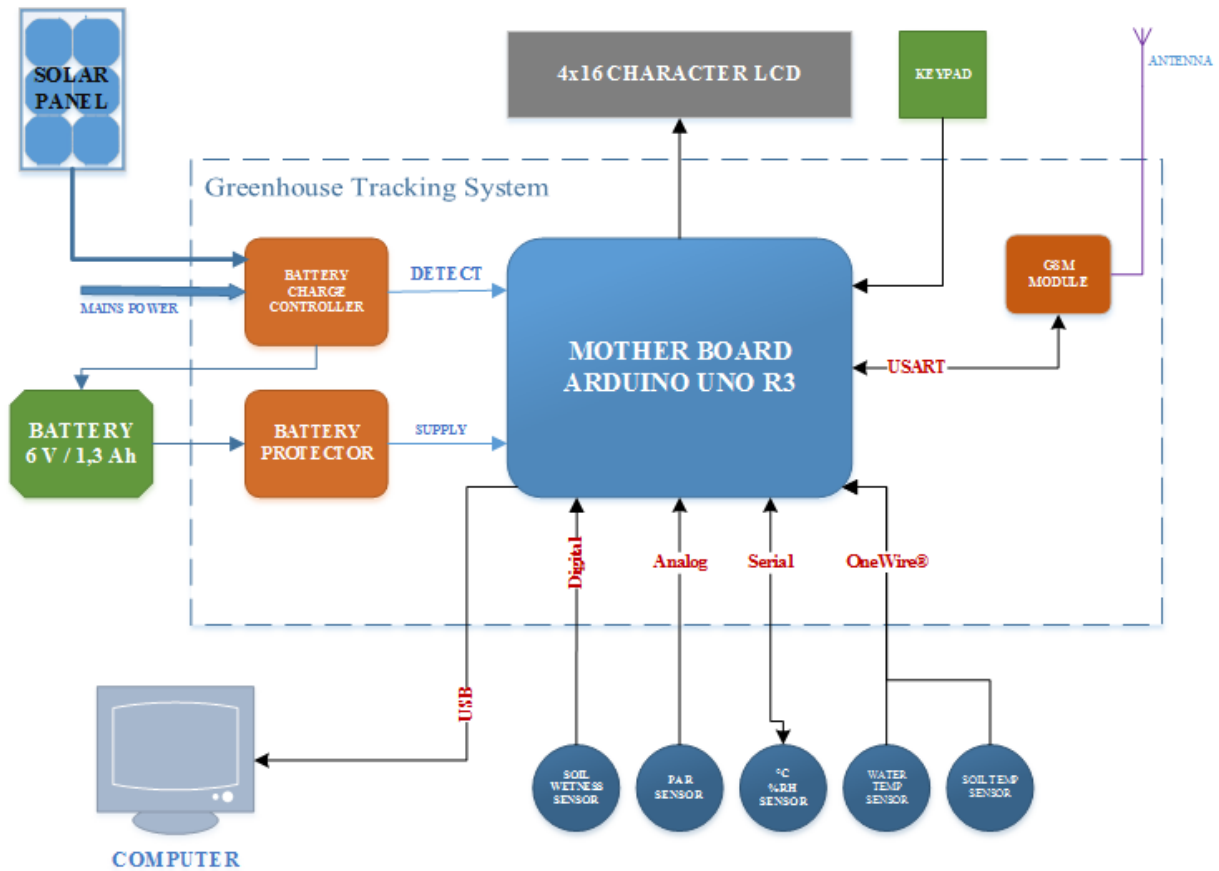 SOLAR
PANEL
4x16 CHARACTER LCD
KEYPAD
ANTENNA
Greenhouse Tracking System
BATTERY
CHARGE
CONTROLLER
DETECT
MAINS POWER
GSM
MODULE
MOTHER BOARD
ARDUINO UNO R3
USART
BATTERY
6 V / 1,3 Ah
BATTERY
PROTECTOR
SUPPLY
Digital
Analog
Serial
OneWire®
USB
SOIL
WETNESS
SENSOR
PAR
SENSOR
°C
%RH
SENSOR
WATER
TEMP
SENSOR
SOIL TEMP
SENSOR
COMPUTER